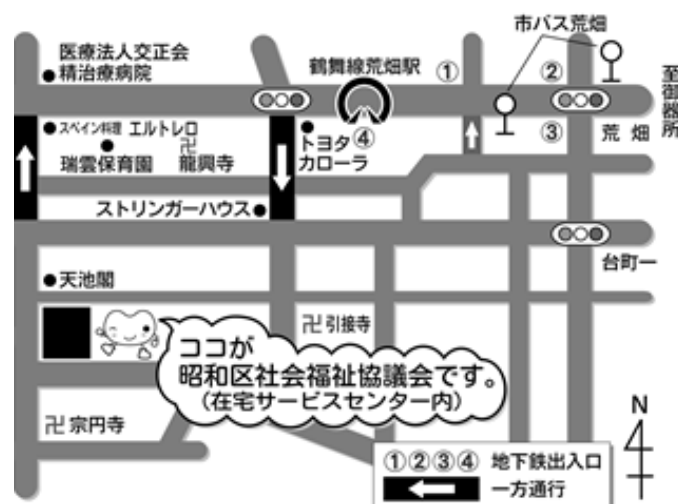 市バス荒畑
医療法人交正会
精治療病院
鶴舞線荒畑駅
①
②
至御器所
スペイン料理 エルトレロ
卍
瑞雲保育園
龍興寺
トヨタ
カローラ
④
③
荒畑
ストリンガーハウス
台町一
天池閣
卍引接寺
ココが
昭和区社会福祉協議会です。
(在宅サービスセンター内)
卍宗円寺
N
①②③④ 地下鉄出入口
一方通行